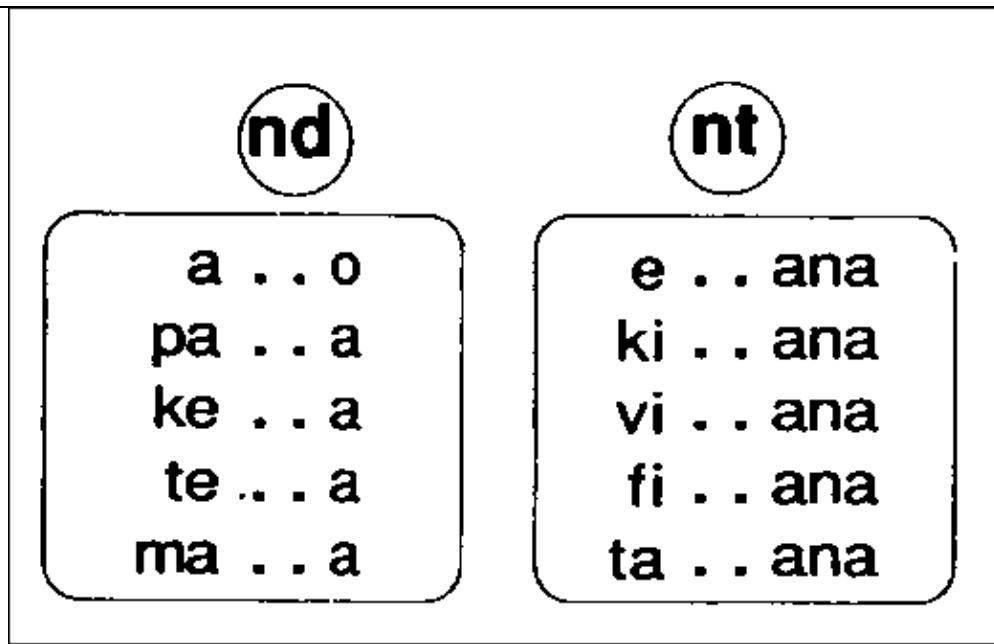 nd
a . . o
pa . . a
ke . . a
te . . a
ma . . a
nt
e . . ana
ki . . ana
vi . . ana
fi . . ana
ta . . ana